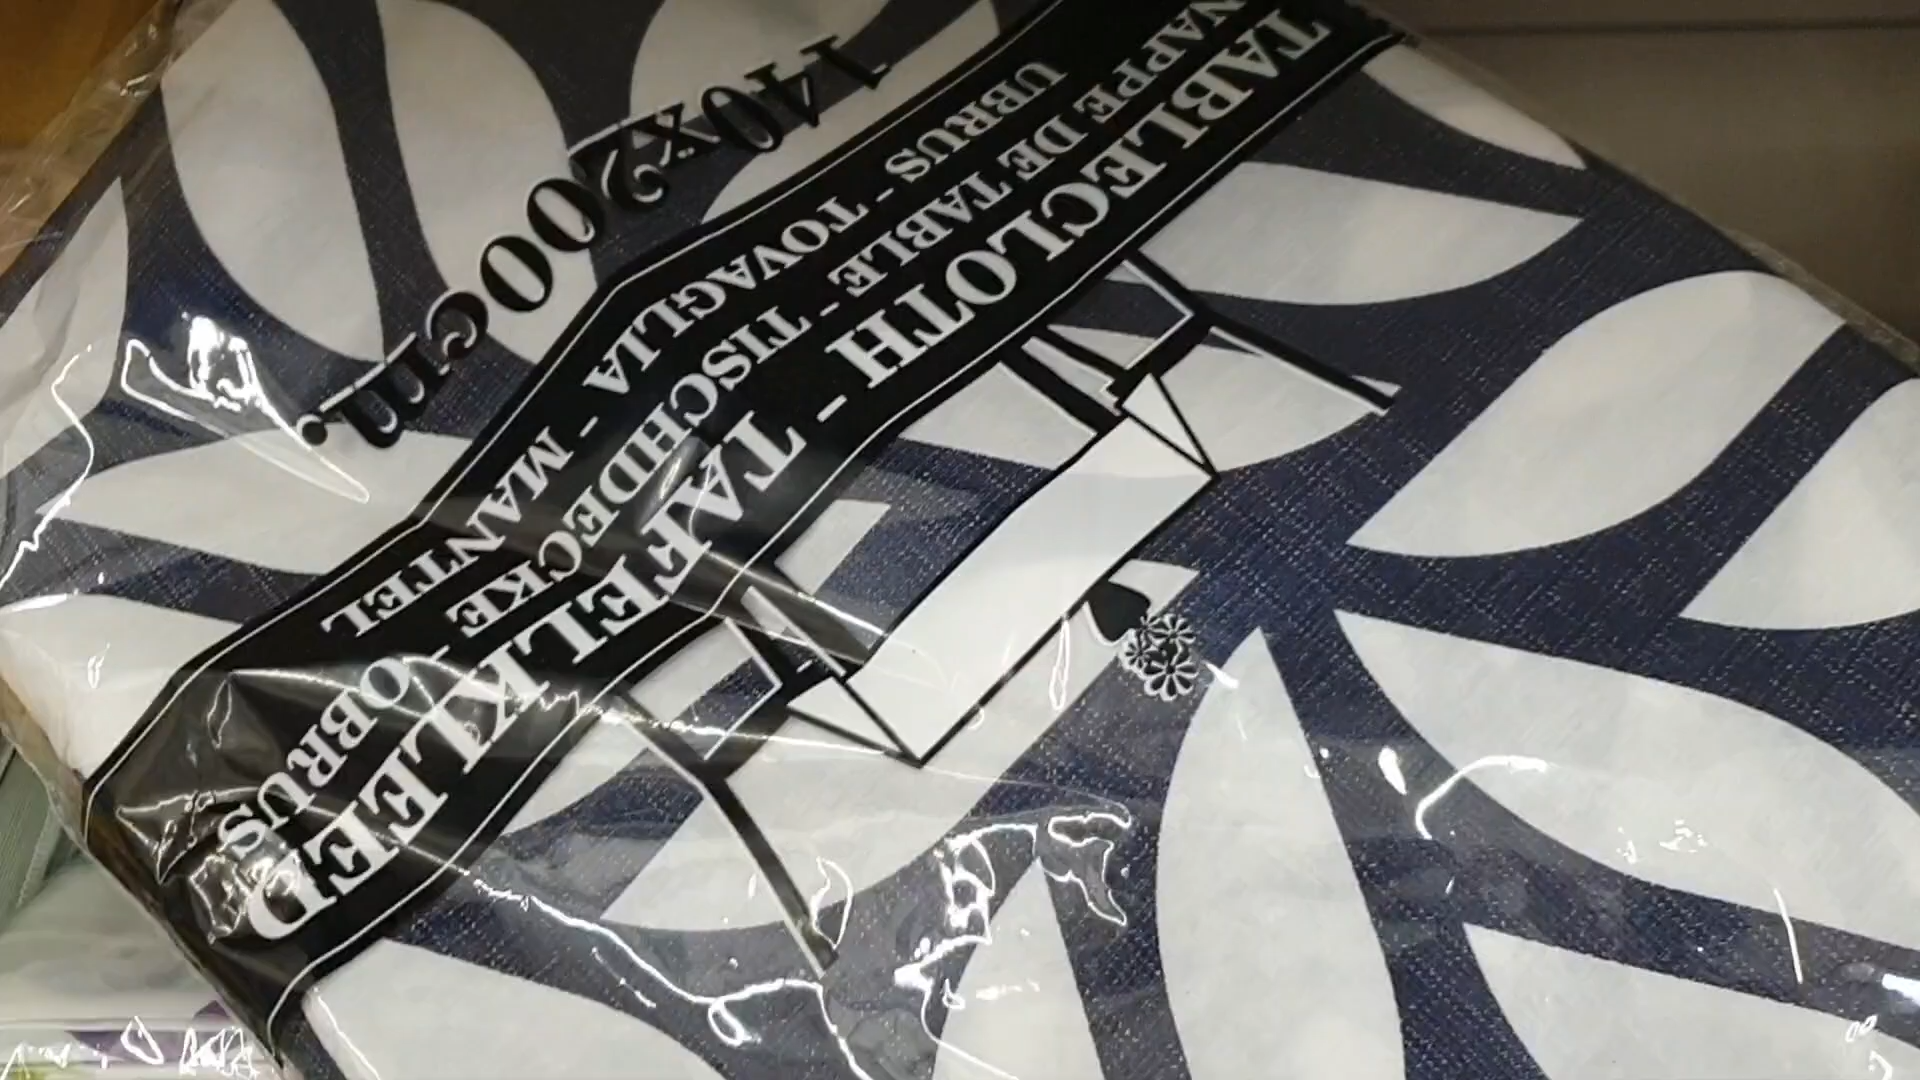 TABLECLOTH - TAFELKLEED
NAPPE DE TABLE - TISCHDECKE
UBRUS - TOVAGLIA - MANTEL
OBRUS
140x200cm.